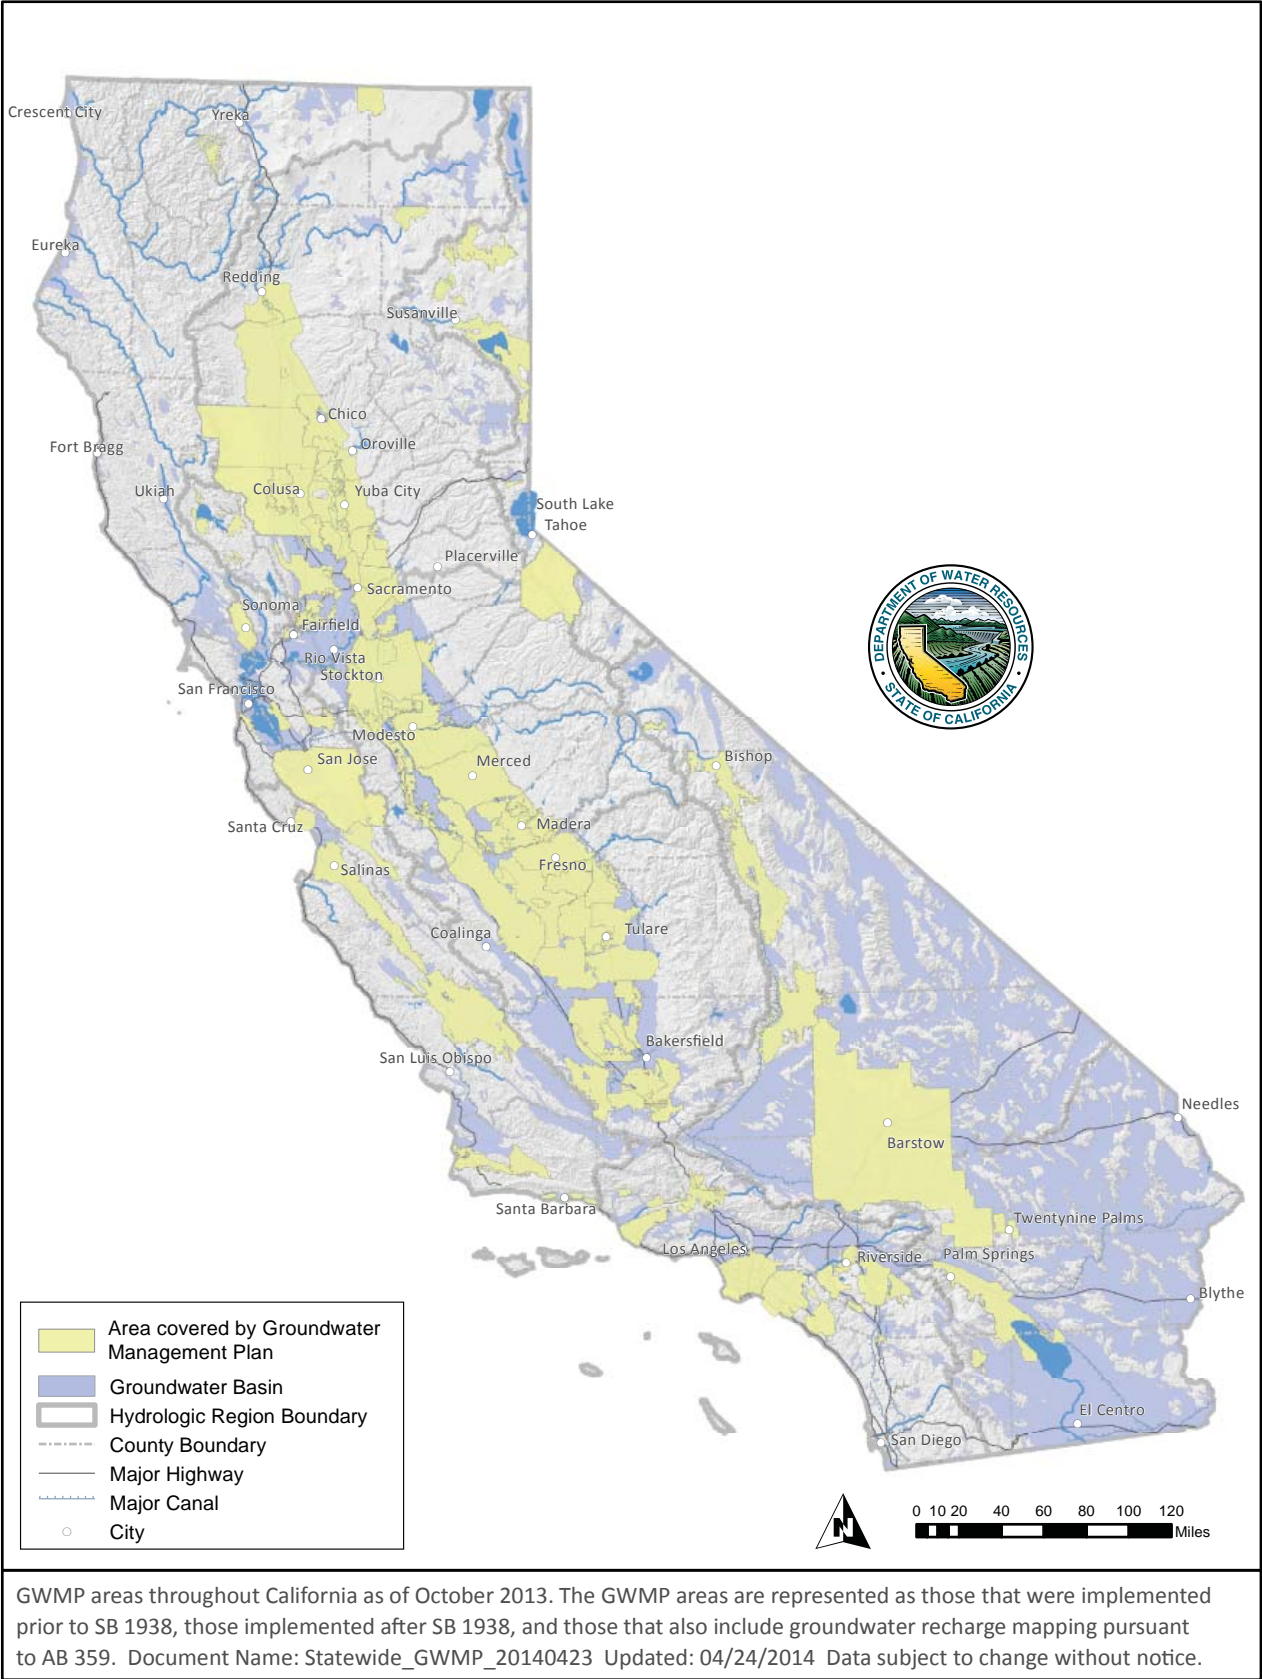 Crescent City
Yreka
Eureka
Redding
Susanville
Chico
Fort Bragg
Oroville
Ukiah
Colusa
Yuba City
South Lake
Tahoe
Placerville
Sacramento
Sonoma
Fairfield
Rio Vista
Stockton
San Francisco
Modesto
San Jose
Merced
Bishop
Santa Cruz
Madera
Fresno
Salinas
Coalinga
Tulare
Bakersfield
San Luis Obispo
Needles
Barstow
Santa Barbara
Twentynine Palms
Los Angeles
Riverside
Palm Springs
Blythe
El Centro
San Diego
DEPARTMENT OF WATER RESOURCES
• STATE OF CALIFORNIA •
Area covered by Groundwater
Management Plan
Groundwater Basin
Hydrologic Region Boundary
County Boundary
Major Highway
Major Canal
City
N
0 10 20 40 60 80 100 120
Miles
GWMP areas throughout California as of October 2013. The GWMP areas are represented as those that were implemented
prior to SB 1938, those implemented after SB 1938, and those that also include groundwater recharge mapping pursuant
to AB 359. Document Name: Statewide_GWMP_20140423 Updated: 04/24/2014 Data subject to change without notice.